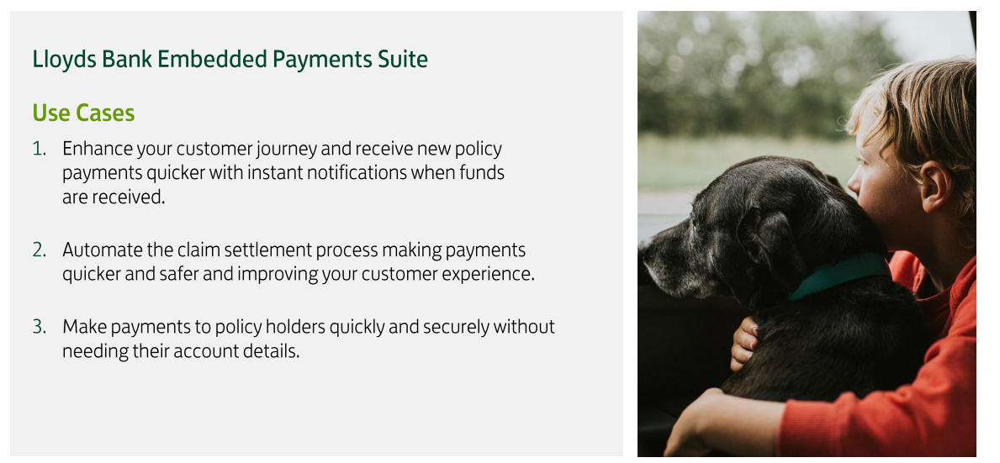 Lloyds Bank Embedded Payments Suite
Use Cases
1. Enhance your customer journey and receive new policy
payments quicker with instant notifications when funds
are received.
2. Automate the claim settlement process making payments
quicker and safer and improving your customer experience.
3. Make payments to policy holders quickly and securely without
needing their account details.